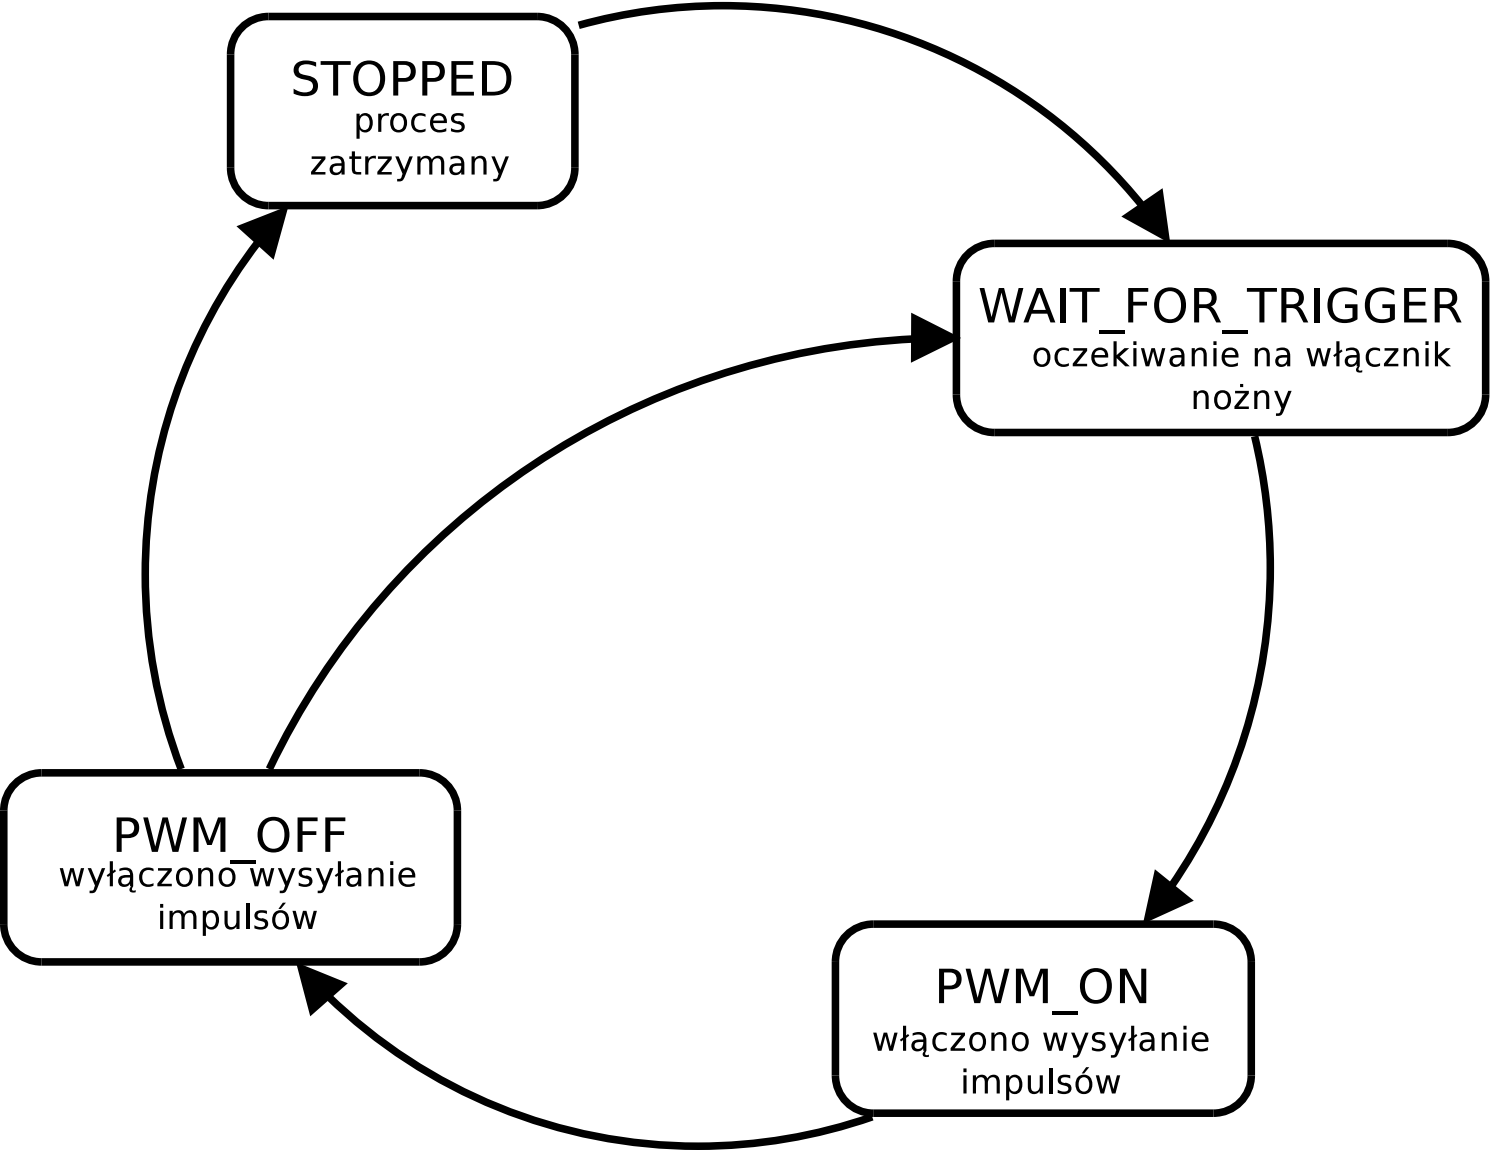 STOPPED
proces
zatrzymany
WAIT_FOR_TRIGGER
oczekiwanie na włącznik
nożny
PWM_OFF
wyłączono wysyłanie
impulsów
PWM_ON
włączono wysyłanie
impulsów